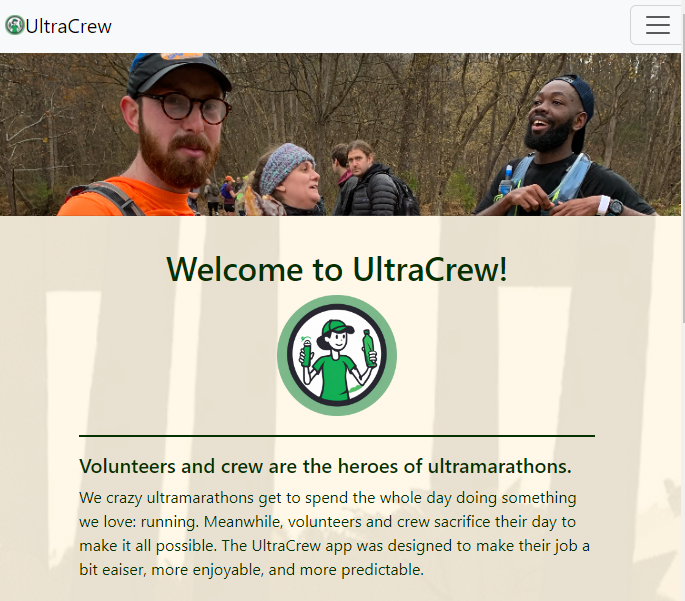 UltraCrew
Welcome to UltraCrew!
Volunteers and crew are the heroes of ultramarathons.
We crazy ultramarathons get to spend the whole day doing something
we love: running. Meanwhile, volunteers and crew sacrifice their day to
make it all possible. The UltraCrew app was designed to make their job a
bit eaiser, more enjoyable, and more predictable.